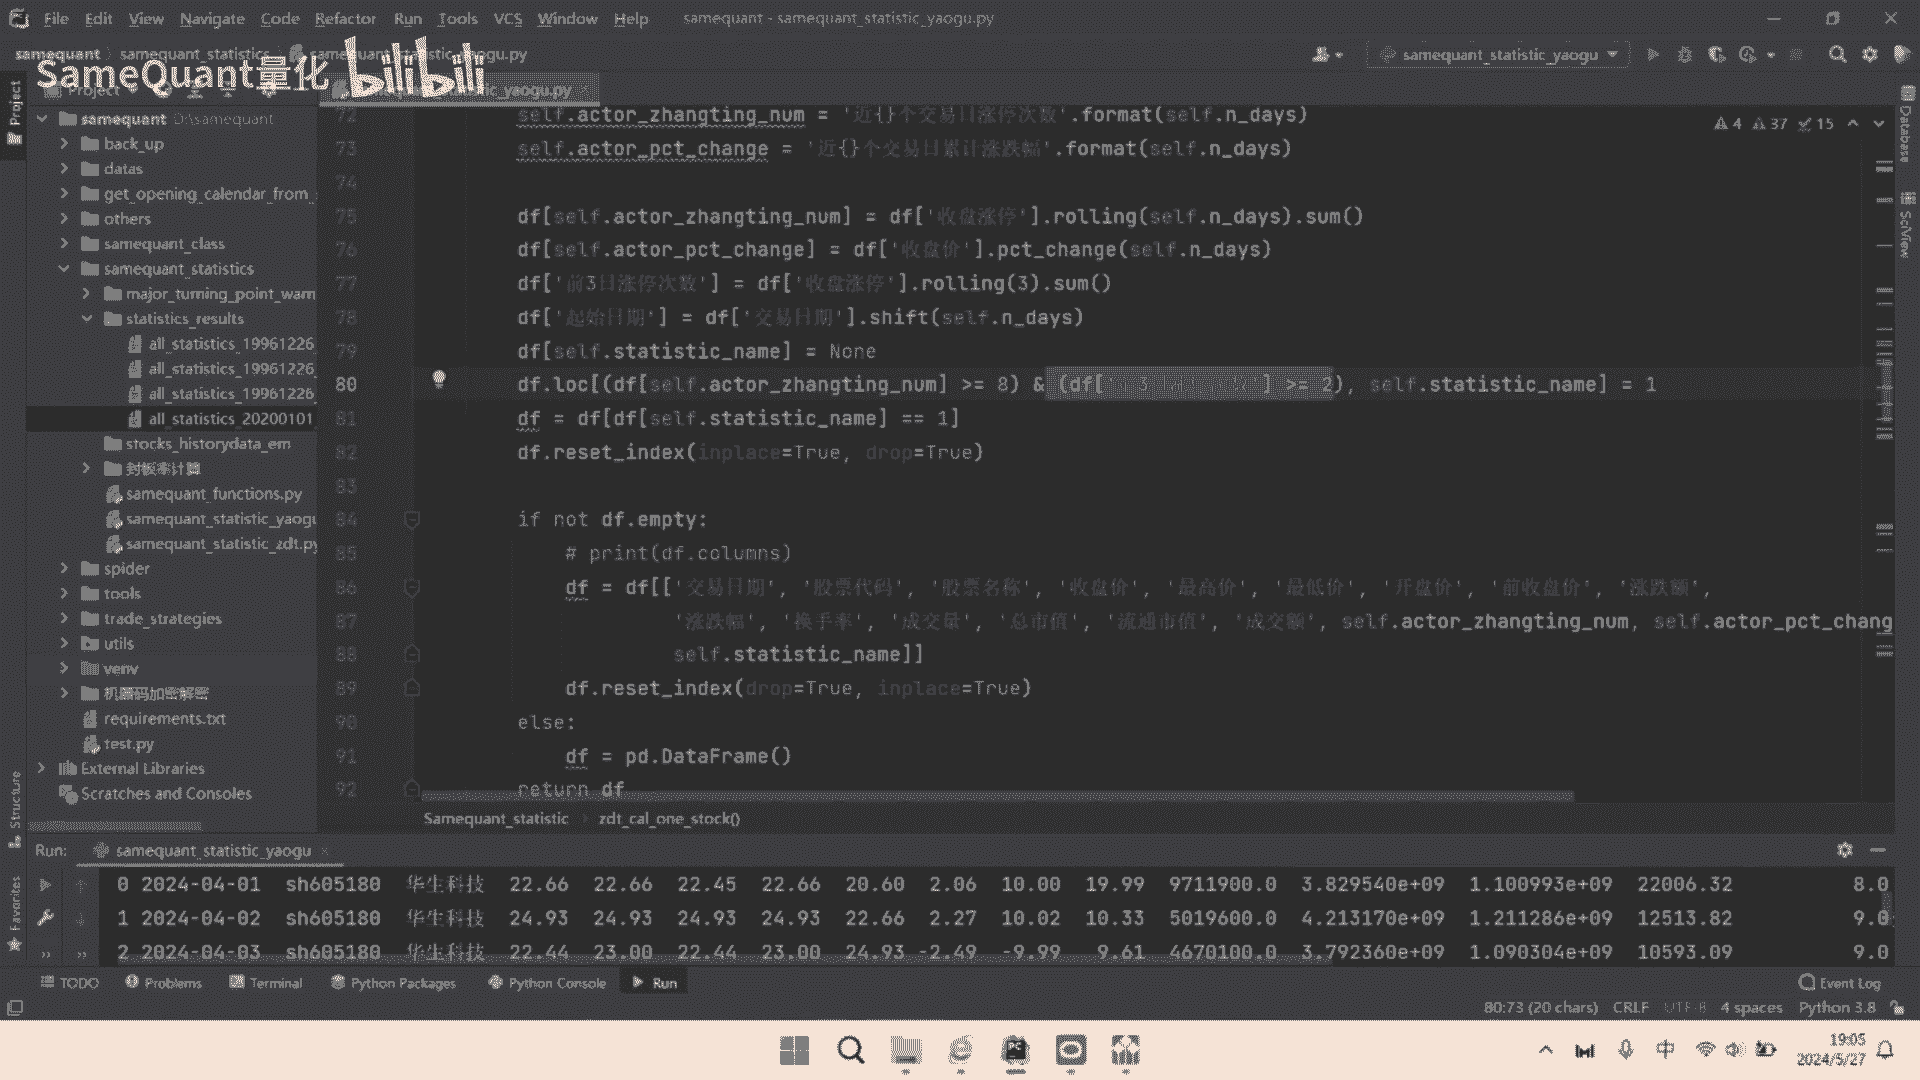 File Edit View Navigate Code Refactor Run Tools VCS Window Help samequant - samequant_statistic_yaogu.py
samequant samequant_statistics
samequant_statistic_yaogu
SameQuant量化 bilibili
Project
samequant D:\samequant
back_up
datas
get_opening_calendar_from_
others
samequant_class
samequant_statistics
major_turning_point_warn
statistics_results
all_statistics_19961226
all_statistics_19961226
all_statistics_19961226
all_statistics_20200101
stocks_historydata_em
封板率计算
samequant_functions.py
samequant_statistic_yaogu
samequant_statistic_zdt.py
spider
tools
trade_strategies
utils
venv
机器码加密解密
requirements.txt
test.py
External Libraries
Scratches and Consoles
4 37 15
72 self.actor_zhangting_num = '近{}个交易日涨停次数'.format(self.n_days)
73 self.actor_pct_change = '近{}个交易日累计涨跌幅'.format(self.n_days)
74
75 df[self.actor_zhangting_num] = df['收盘涨停'].rolling(self.n_days).sum()
76 df[self.actor_pct_change] = df['收盘价'].pct_change(self.n_days)
77 df['前3日涨停次数'] = df['收盘涨停'].rolling(3).sum()
78 df['起始日期'] = df['交易日期'].shift(self.n_days)
79 df[self.statistic_name] = None
80 df.loc[(df[self.actor_zhangting_num] >= 8) & (df[' '] >= 2), self.statistic_name] = 1
81 df = df[df[self.statistic_name] == 1]
82 df.reset_index(inplace=True, drop=True)
83
84 if not df.empty:
85 # print(df.columns)
86 df = df[['交易日期', '股票代码', '股票名称', '收盘价', '最高价', '最低价', '开盘价', '前收盘价', '涨跌额',
87 '涨跌幅', '换手率', '成交量', '总市值', '流通市值', '成交额', self.actor_zhangting_num, self.actor_pct_chang
88 self.statistic_name]]
89 df.reset_index(drop=True, inplace=True)
90 else:
91 df = pd.DataFrame()
92 return df
Samequant_statistic zdt_cal_one_stock()
Run: samequant_statistic_yaogu
0 2024-04-01 sh605180 华生科技 22.66 22.66 22.45 22.66 20.60 2.06 10.00 19.99 9711900.0 3.829540e+09 1.100993e+09 22006.32 8.0
1 2024-04-02 sh605180 华生科技 24.93 24.93 24.93 24.93 22.66 2.27 10.02 10.33 5019600.0 4.213170e+09 1.211286e+09 12513.82 9.0
2 2024-04-03 sh605180 华生科技 22.44 23.00 22.44 23.00 24.93 -2.49 -9.99 9.61 4670100.0 3.792360e+09 1.090304e+09 10593.09 9.0
TODO Problems Terminal Python Packages Python Console Run Event Log
80:73 (20 chars) CRLF UTF-8 4 spaces Python 3.8
Structure
Favorites
Database
SciView
中
19:05
2024/5/27